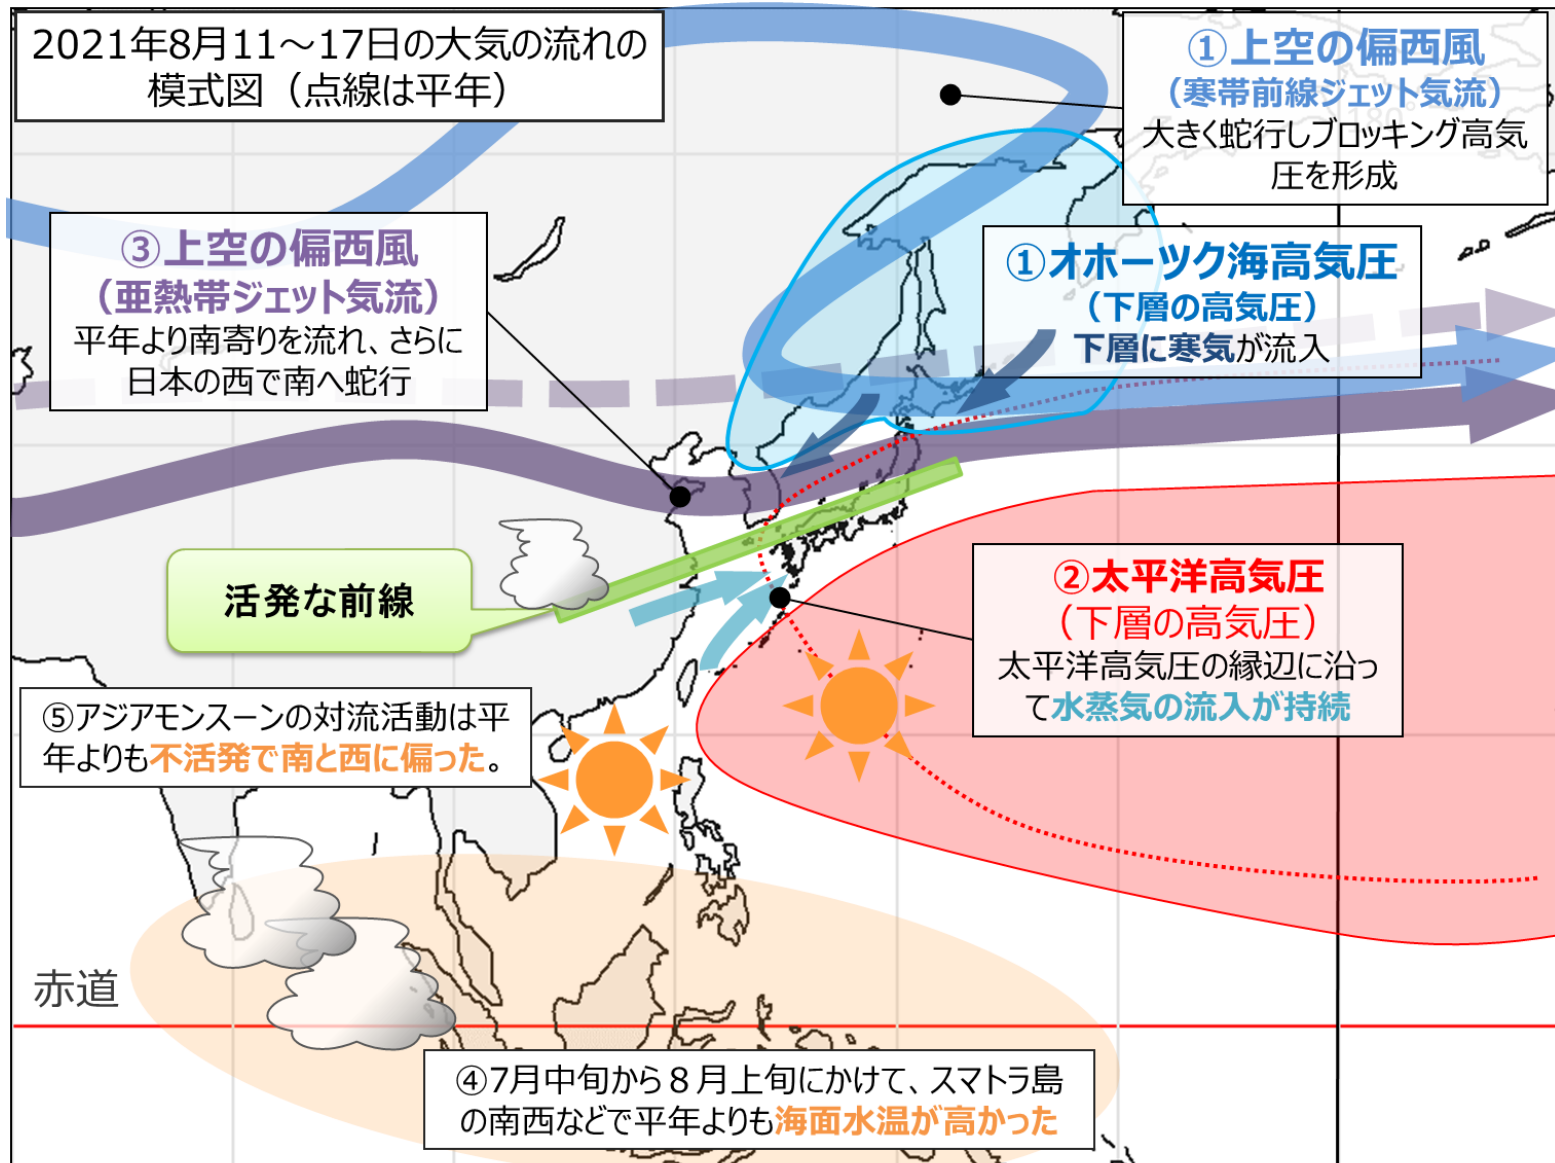 2021年8月11～17日の大気の流れの
模式図（点線は平年）
①上空の偏西風
（寒帯前線ジェット気流）
大きく蛇行しブロッキング高気
圧を形成
180°
③上空の偏西風
（亜熱帯ジェット気流）
平年より南寄りを流れ、さらに
日本の西で南へ蛇行
①オホーツク海高気圧
（下層の高気圧）
下層に寒気が流入
活発な前線
②太平洋高気圧
（下層の高気圧）
太平洋高気圧の縁辺に沿っ
て水蒸気の流入が持続
⑤アジアモンスーンの対流活動は平
年よりも不活発で南と西に偏った。
赤道
④7月中旬から８月上旬にかけて、スマトラ島
の南西などで平年よりも海面水温が高かった